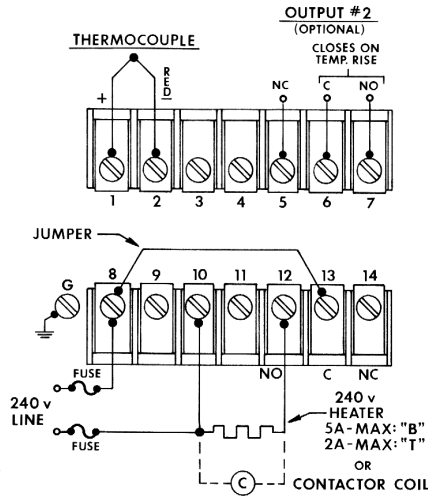 OUTPUT #2
(OPTIONAL)
THERMOCOUPLE
CLOSES ON
TEMP. RISE
+
RED
NC
C
NO
1
2
3
4
5
6
7
JUMPER
G
8
9
10
11
12
13
14
NO
C
NC
FUSE
240 v
LINE
FUSE
240 v
HEATER
5A-MAX:"B"
2A-MAX:"T"
OR
C
CONTACTOR COIL